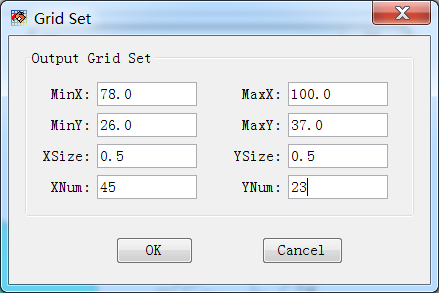 Grid Set
Output Grid Set
MinX: 78.0 MaxX: 100.0
MinY: 26.0 MaxY: 37.0
XSize: 0.5 YSize: 0.5
XNum: 45 YNum: 23
OK Cancel